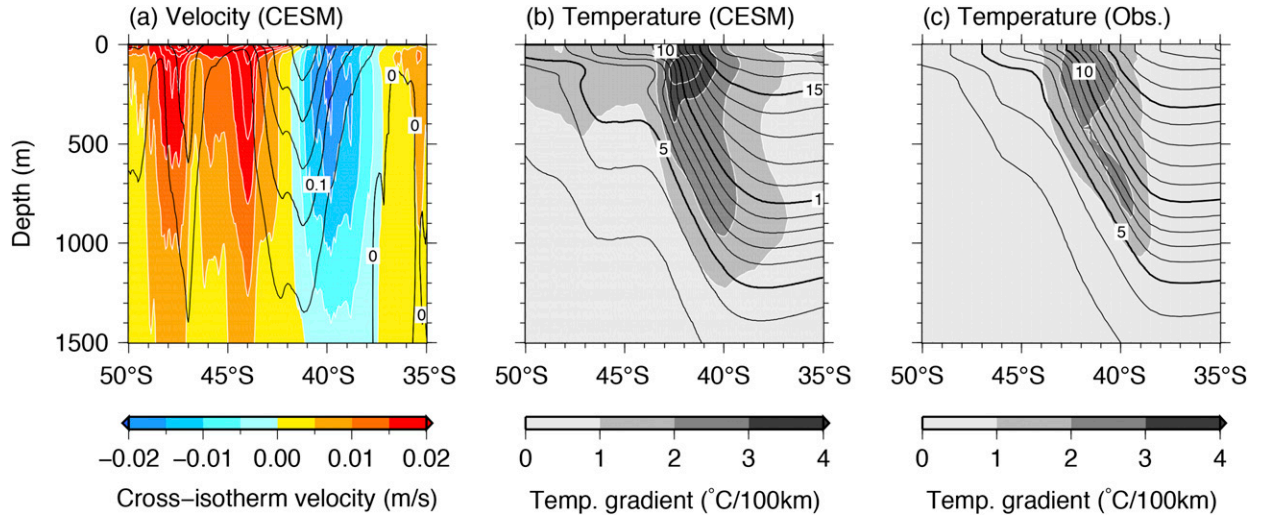 (a) Velocity (CESM)
(b) Temperature (CESM)
(c) Temperature (Obs.)
Depth (m)
0
500
1000
1500
0
0.1
0
0
0
10
15
5
1
10
5
50°S 45°S 40°S 35°S
50°S 45°S 40°S 35°S
50°S 45°S 40°S 35°S
−0.02 −0.01 0.00 0.01 0.02
0 1 2 3 4
0 1 2 3 4
Cross−isotherm velocity (m/s)
Temp. gradient (°C/100km)
Temp. gradient (°C/100km)